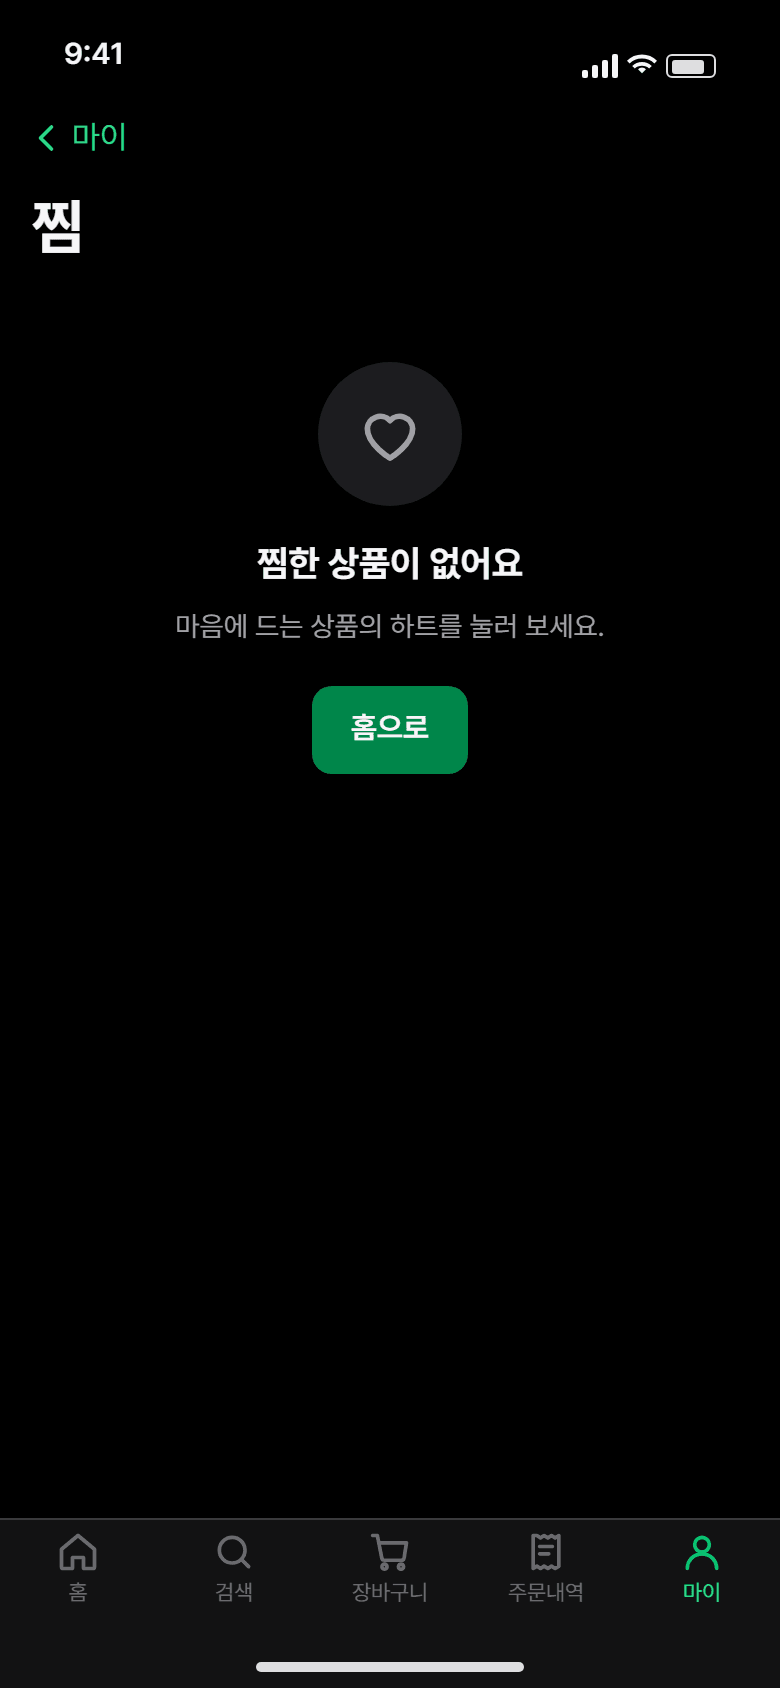 9:41
마이
찜
찜한 상품이 없어요
마음에 드는 상품의 하트를 눌러 보세요.
홈으로
홈
검색
장바구니
주문내역
마이